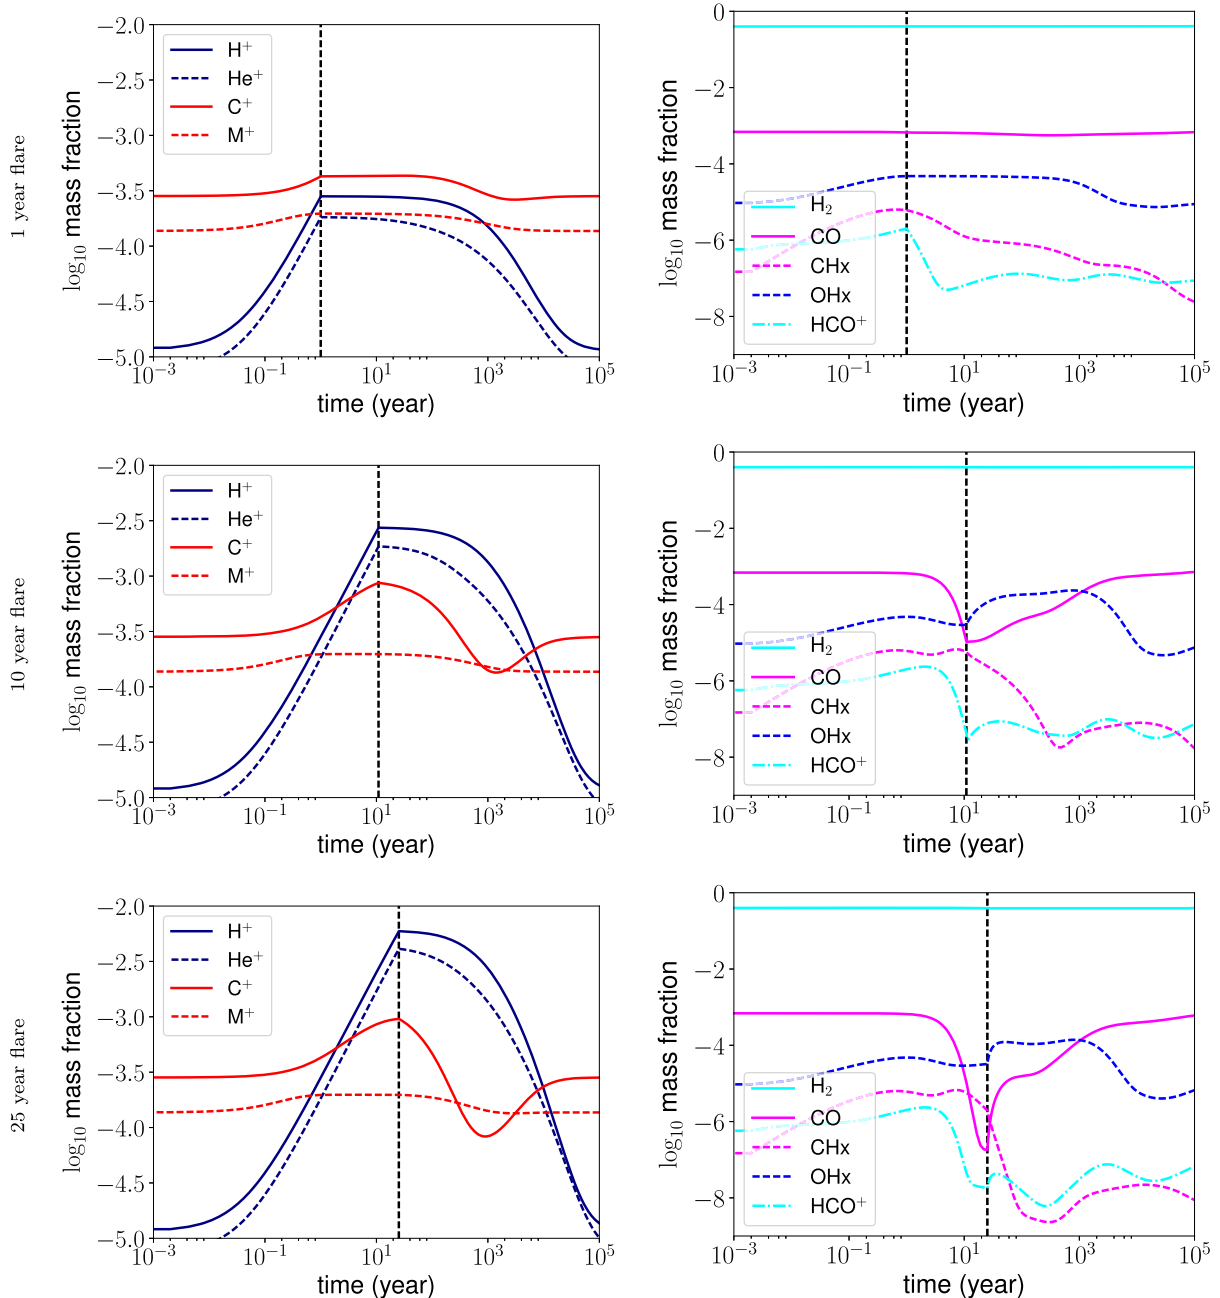 1 year flare
log₁₀ mass fraction
−2.0
−2.5
−3.0
−3.5
−4.0
−4.5
−5.0
H⁺
He⁺
C⁺
M⁺
10⁻³ 10⁻¹ 10¹ 10³ 10⁵
time (year)
log₁₀ mass fraction
0
−2
−4
−6
−8
H₂
CO
CHx
OHx
HCO⁺
10⁻³ 10⁻¹ 10¹ 10³ 10⁵
time (year)
10 year flare
log₁₀ mass fraction
−2.0
−2.5
−3.0
−3.5
−4.0
−4.5
−5.0
H⁺
He⁺
C⁺
M⁺
10⁻³ 10⁻¹ 10¹ 10³ 10⁵
time (year)
log₁₀ mass fraction
0
−2
−4
−6
−8
H₂
CO
CHx
OHx
HCO⁺
10⁻³ 10⁻¹ 10¹ 10³ 10⁵
time (year)
25 year flare
log₁₀ mass fraction
−2.0
−2.5
−3.0
−3.5
−4.0
−4.5
−5.0
H⁺
He⁺
C⁺
M⁺
10⁻³ 10⁻¹ 10¹ 10³ 10⁵
time (year)
log₁₀ mass fraction
0
−2
−4
−6
−8
H₂
CO
CHx
OHx
HCO⁺
10⁻³ 10⁻¹ 10¹ 10³ 10⁵
time (year)